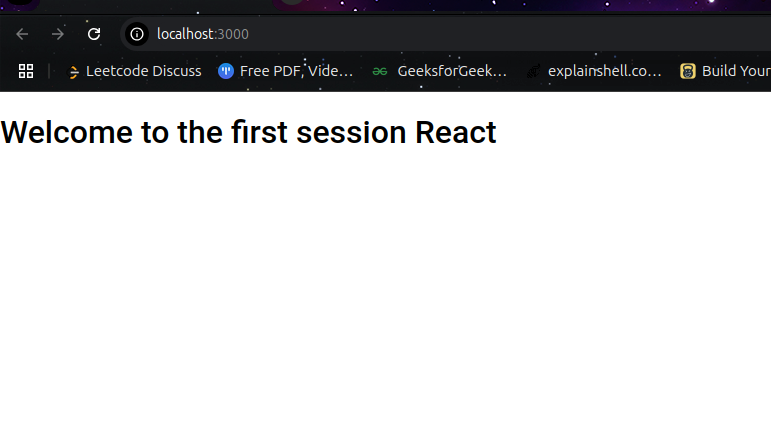 localhost:3000
Leetcode Discuss Free PDF, Vide... GeeksforGeek... explainshell.co... Build Your
Welcome to the first session React